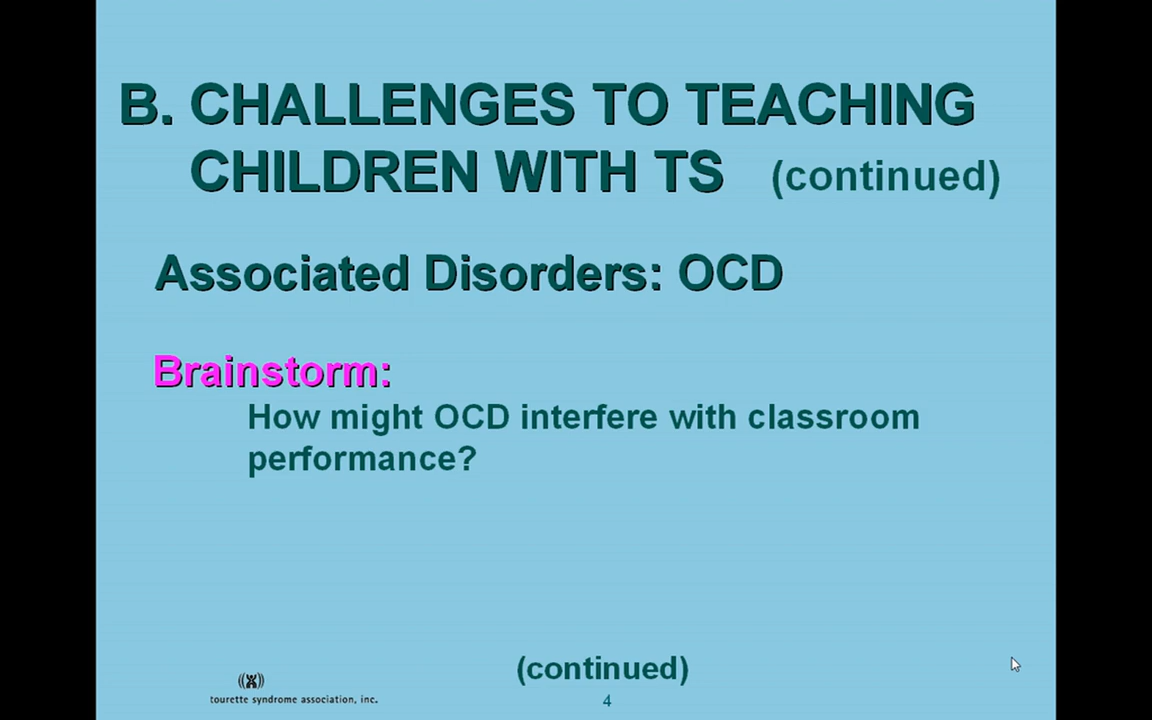 B. CHALLENGES TO TEACHING
CHILDREN WITH TS (continued)
Associated Disorders: OCD
Brainstorm:
How might OCD interfere with classroom
performance?
(continued)
tourette syndrome association, inc.
4